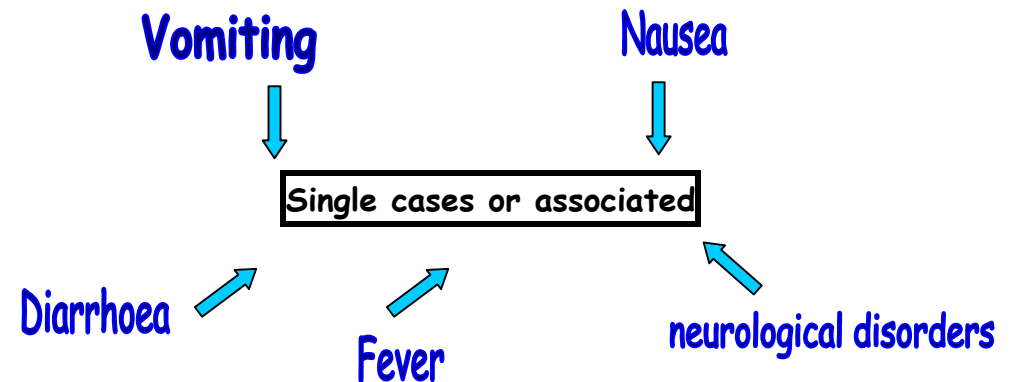 Vomiting
Nausea
Single cases or associated
Diarrhoea
Fever
neurological disorders